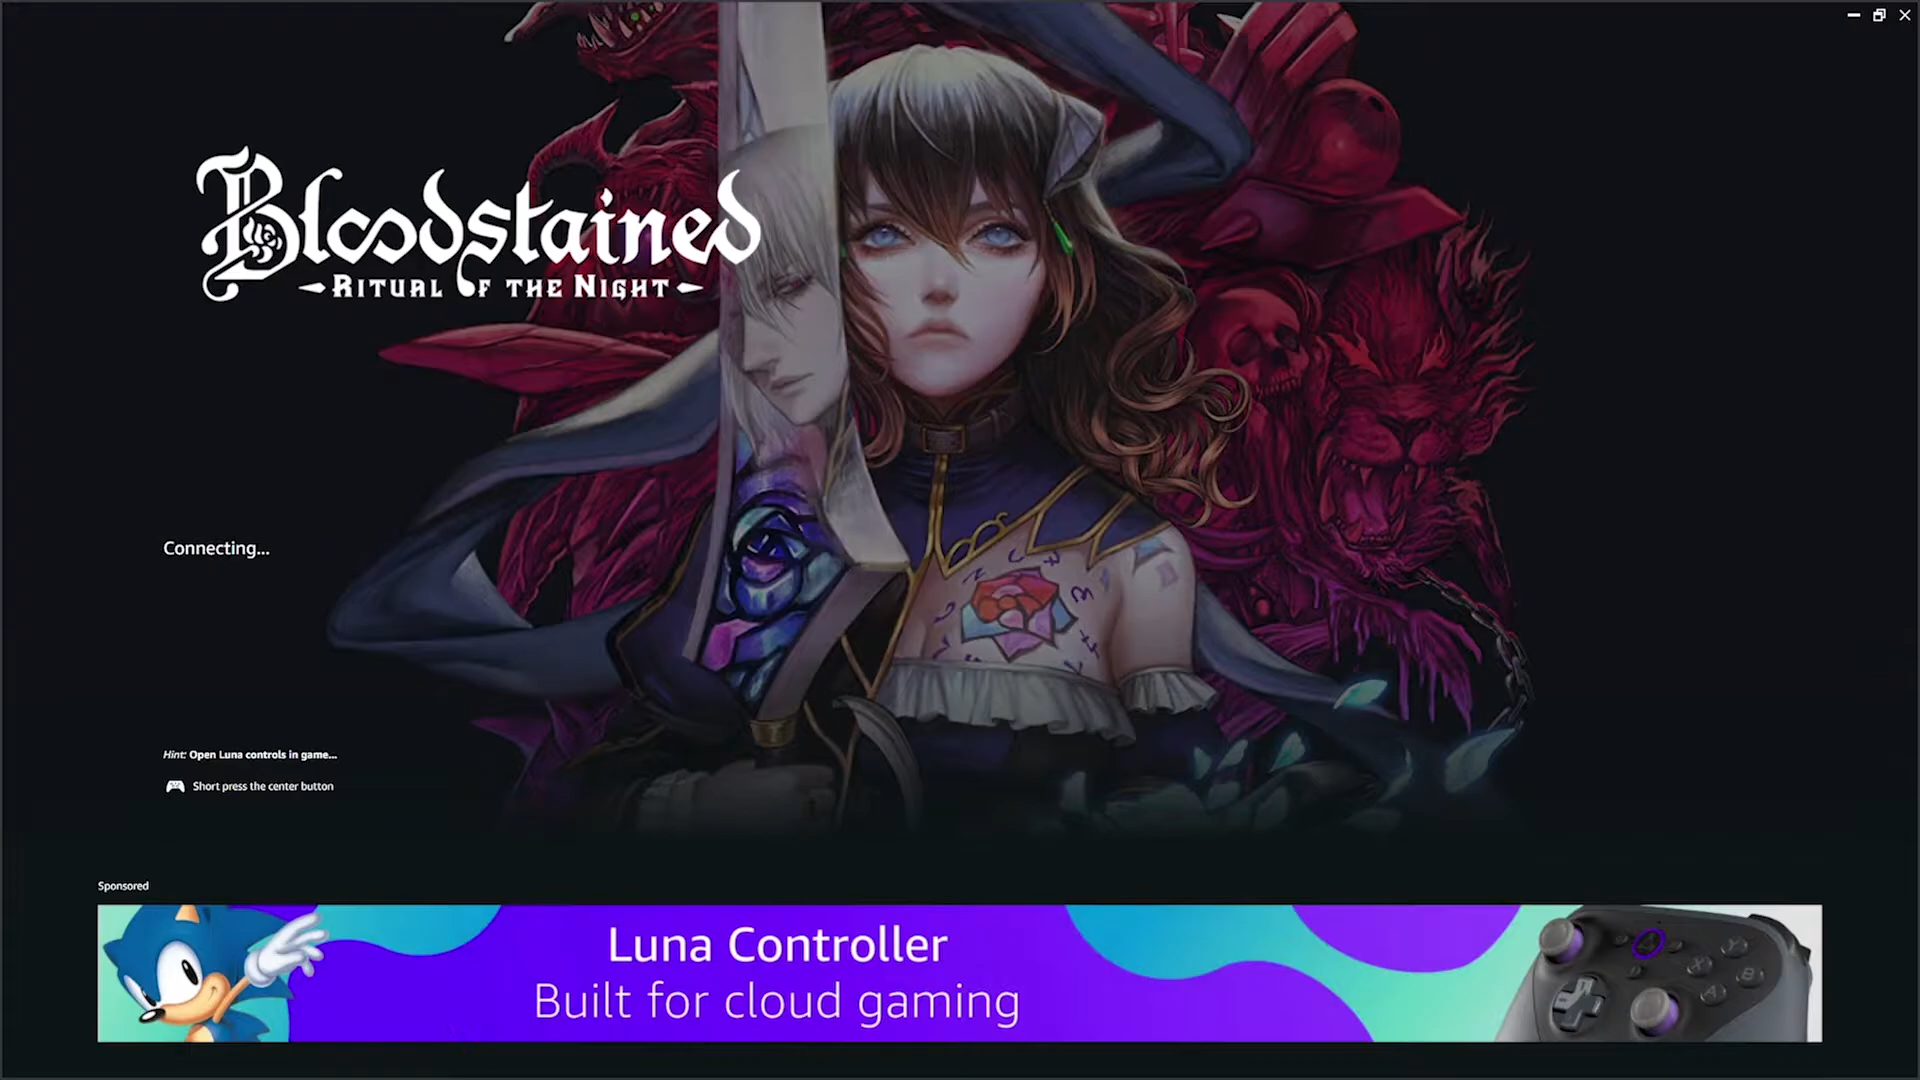 Bloodstained
RITUAL OF THE NIGHT
Connecting...
Hint: Open Luna controls in game...
Short press the center button
Sponsored
Luna Controller
Built for cloud gaming
Y
X
B
A